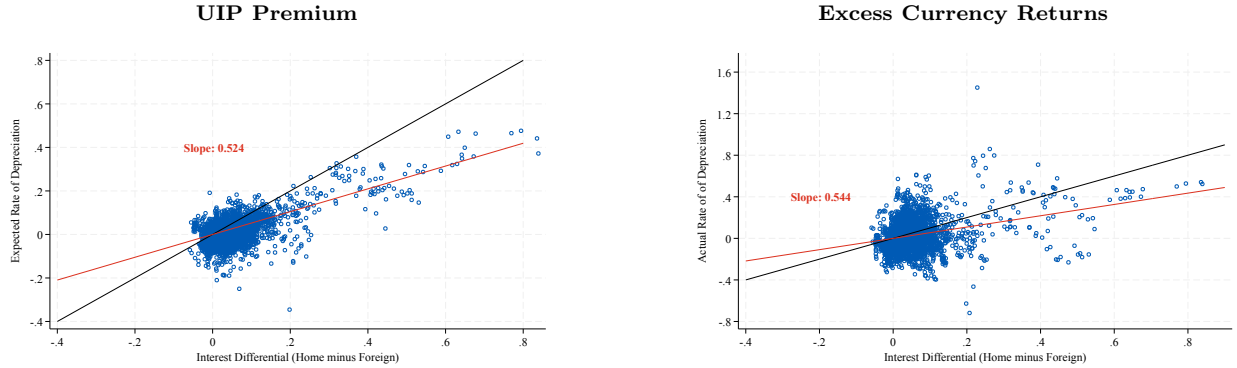 UIP Premium
Expected Rate of Depreciation
.8
.6
.4
.2
0
-.2
-.4
Slope: 0.524
-.4 -.2 0 .2 .4 .6 .8
Interest Differential (Home minus Foreign)
Excess Currency Returns
Actual Rate of Depreciation
1.6
1.2
.8
.4
0
-.4
-.8
Slope: 0.544
-.4 -.2 0 .2 .4 .6 .8
Interest Differential (Home minus Foreign)